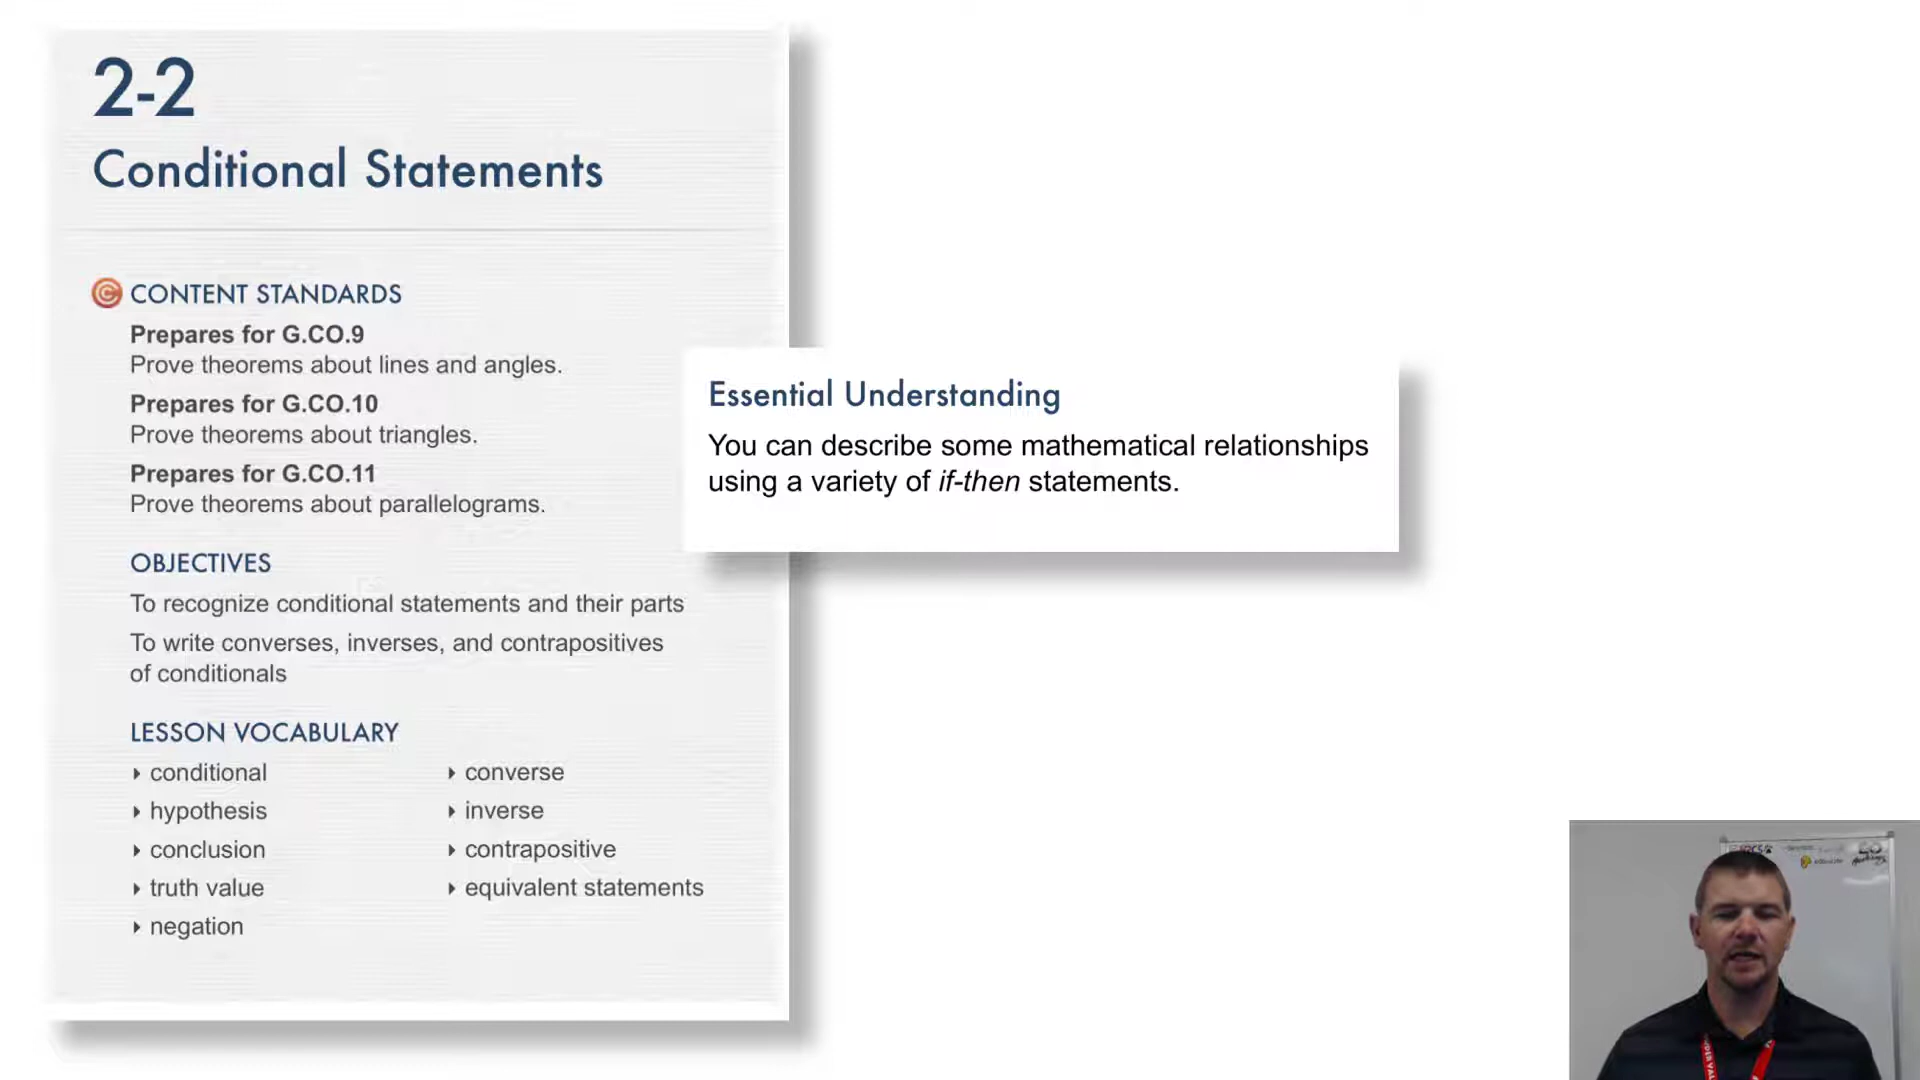 2-2
Conditional Statements
CONTENT STANDARDS
Prepares for G.CO.9
Prove theorems about lines and angles.
Prepares for G.CO.10
Prove theorems about triangles.
Prepares for G.CO.11
Prove theorems about parallelograms.
OBJECTIVES
To recognize conditional statements and their parts
To write converses, inverses, and contrapositives
of conditionals
LESSON VOCABULARY
conditional
hypothesis
conclusion
truth value
negation
converse
inverse
contrapositive
equivalent statements
Essential Understanding
You can describe some mathematical relationships
using a variety of if-then statements.